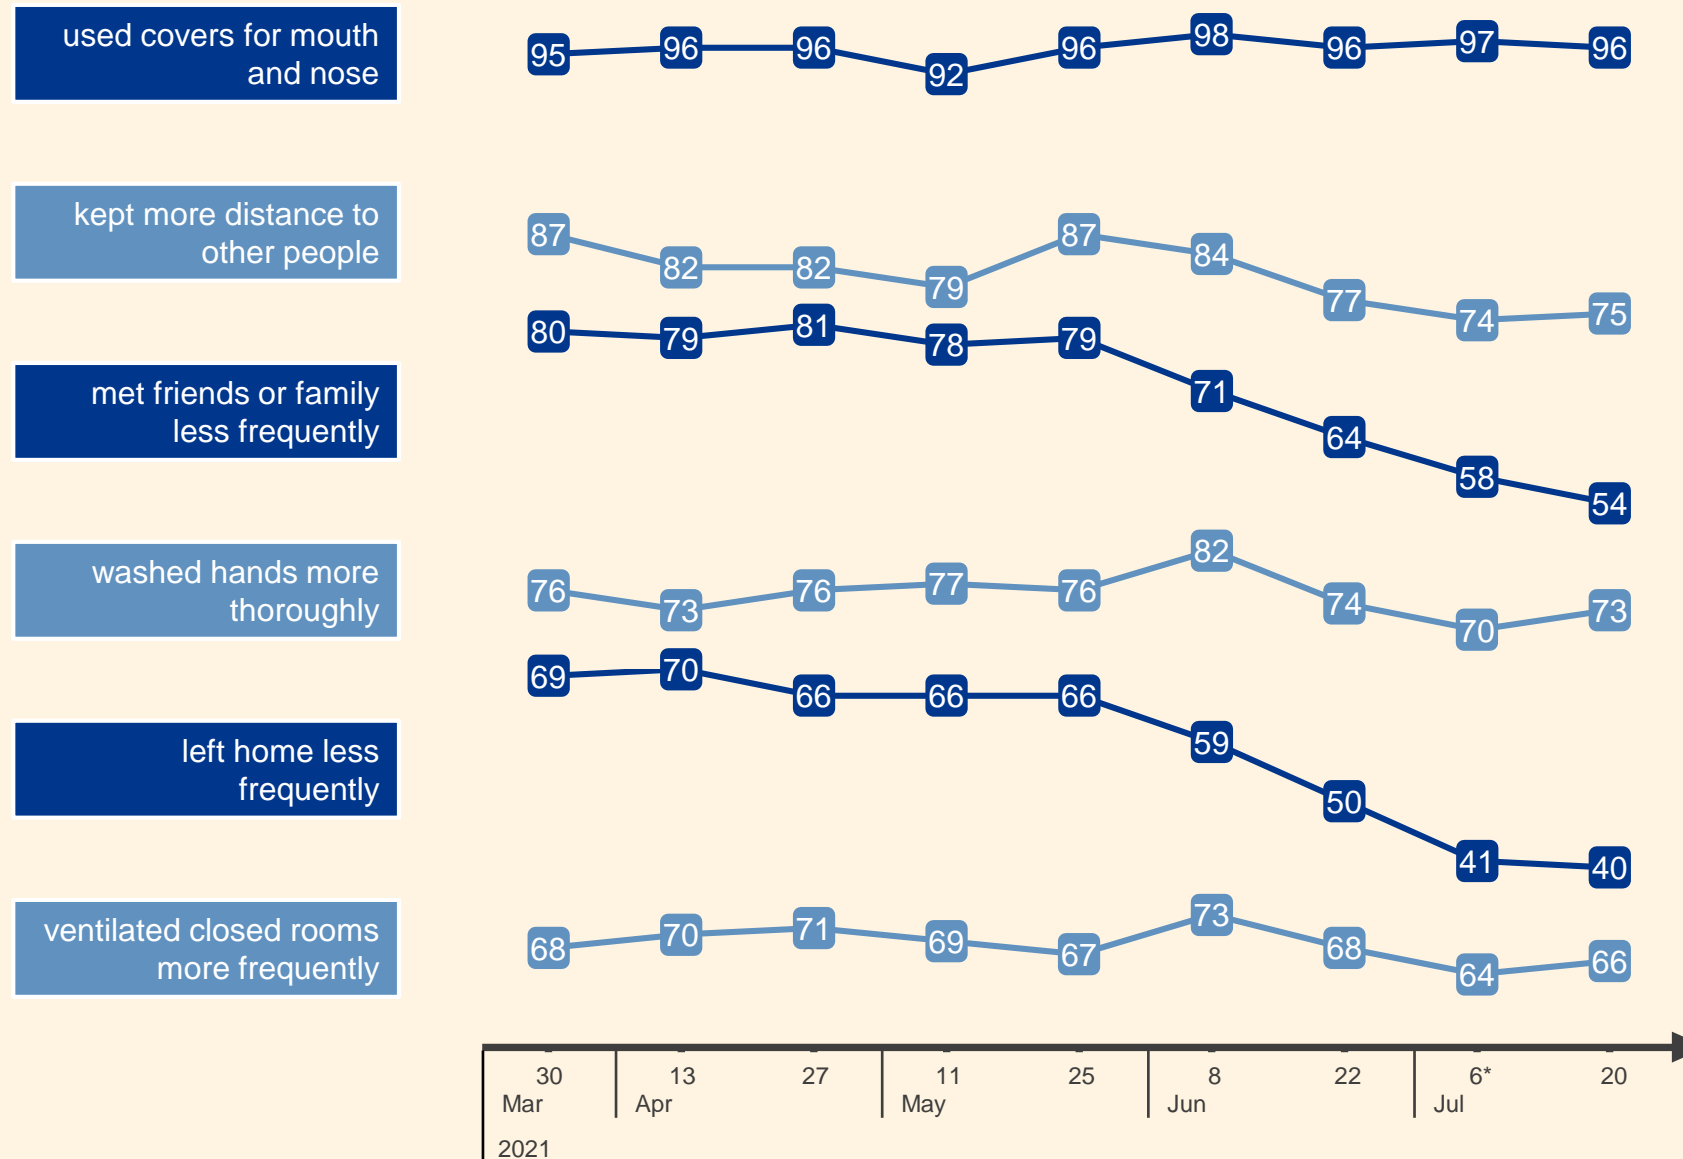 used covers for mouth
and nose
95 96 96 92 96 98 96 97 96
kept more distance to
other people
87 82 82 79 87 84 77 74 75
met friends or family
less frequently
80 79 81 78 79 71 64 58 54
washed hands more
thoroughly
76 73 76 77 76 82 74 70 73
left home less
frequently
69 70 66 66 66 59 50 41 40
ventilated closed rooms
more frequently
68 70 71 69 67 73 68 64 66
30 13 27 11 25 8 22 6* 20
Mar Apr May Jun Jul
2021